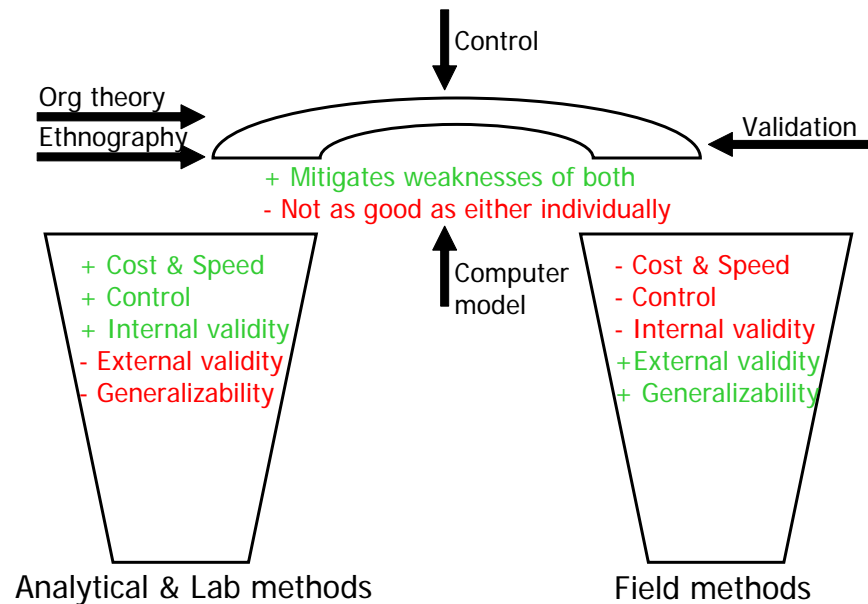 Control
Org theory
Ethnography
Validation
+ Mitigates weaknesses of both
- Not as good as either individually
Computer
model
+ Cost & Speed
+ Control
+ Internal validity
- External validity
- Generalizability
- Cost & Speed
- Control
- Internal validity
+External validity
+ Generalizability
Analytical & Lab methods
Field methods